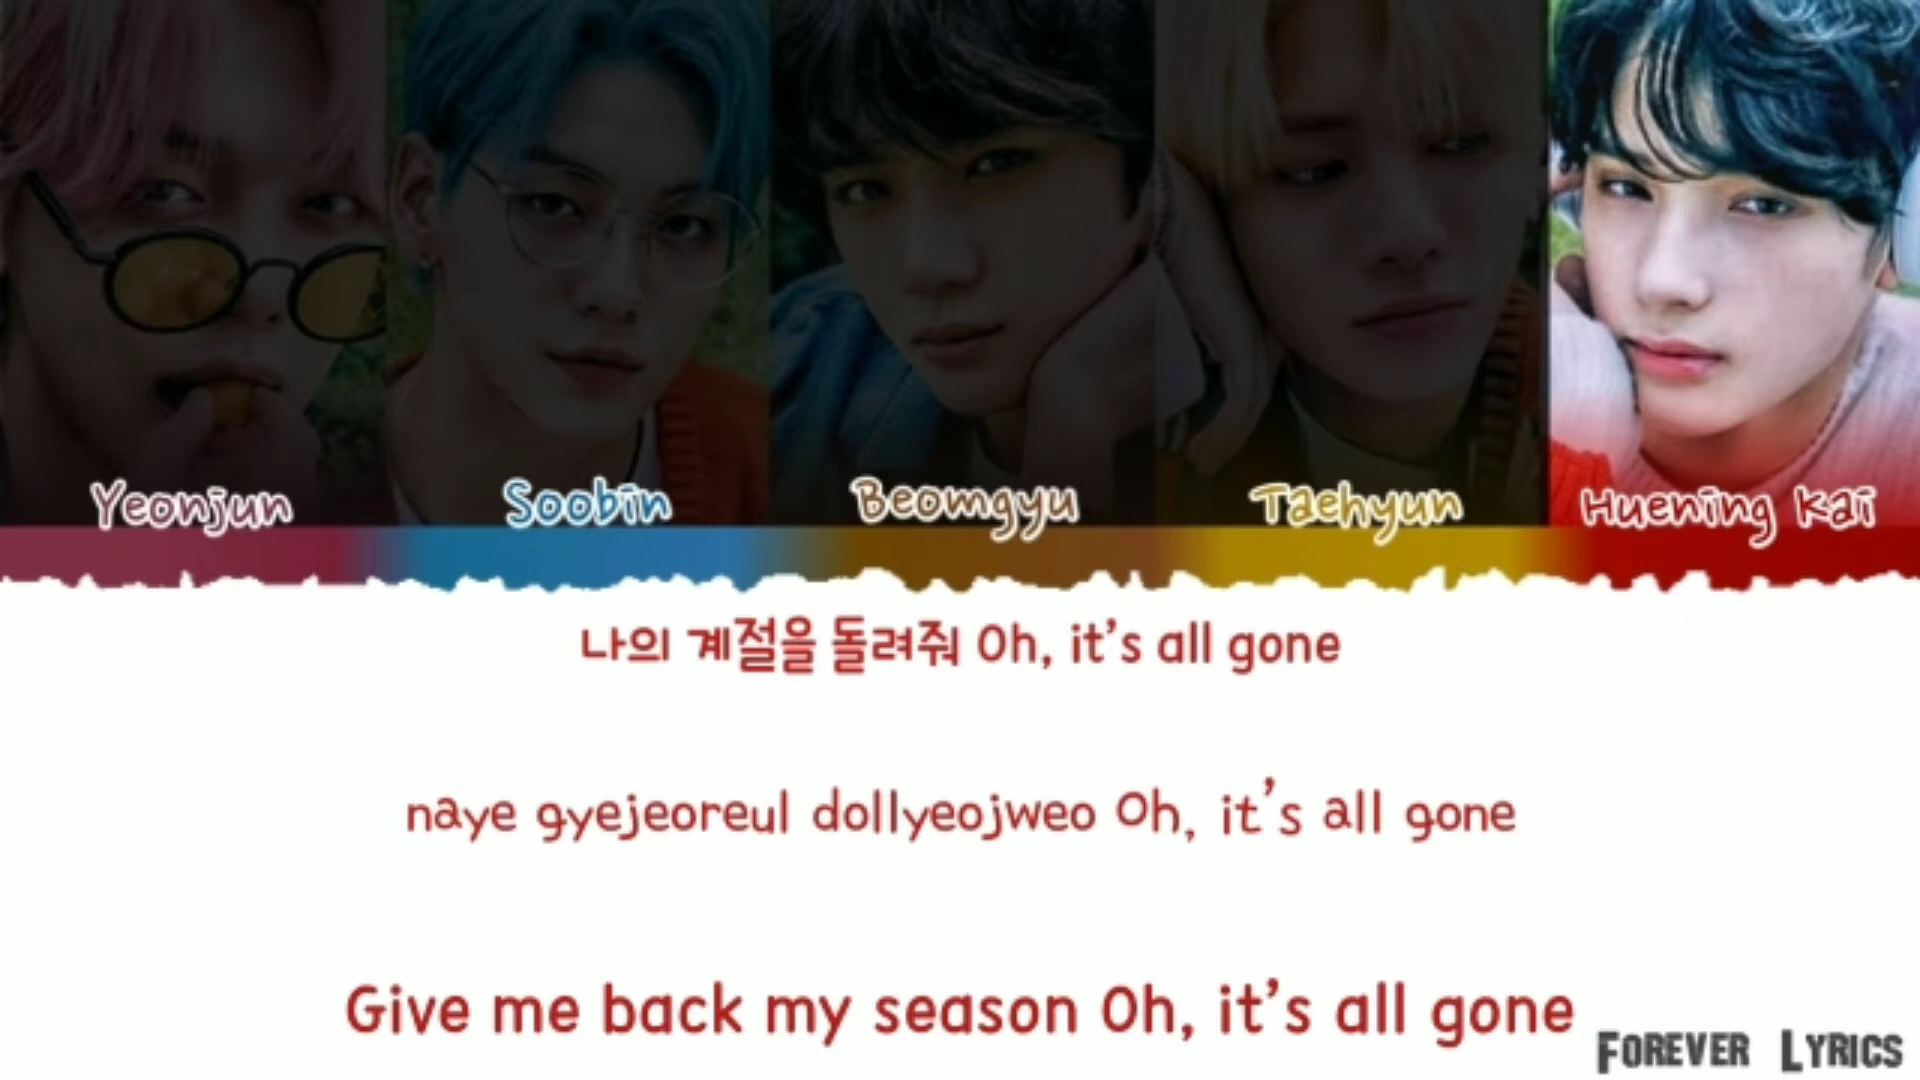 Yeonjun Soobin Beomgyu Taehyun Huening Kai
나의 계절을 돌려줘 Oh, it's all gone
naye gyejeoreul dollyeojweo Oh, it's all gone
Give me back my season Oh, it's all gone
Forever Lyrics